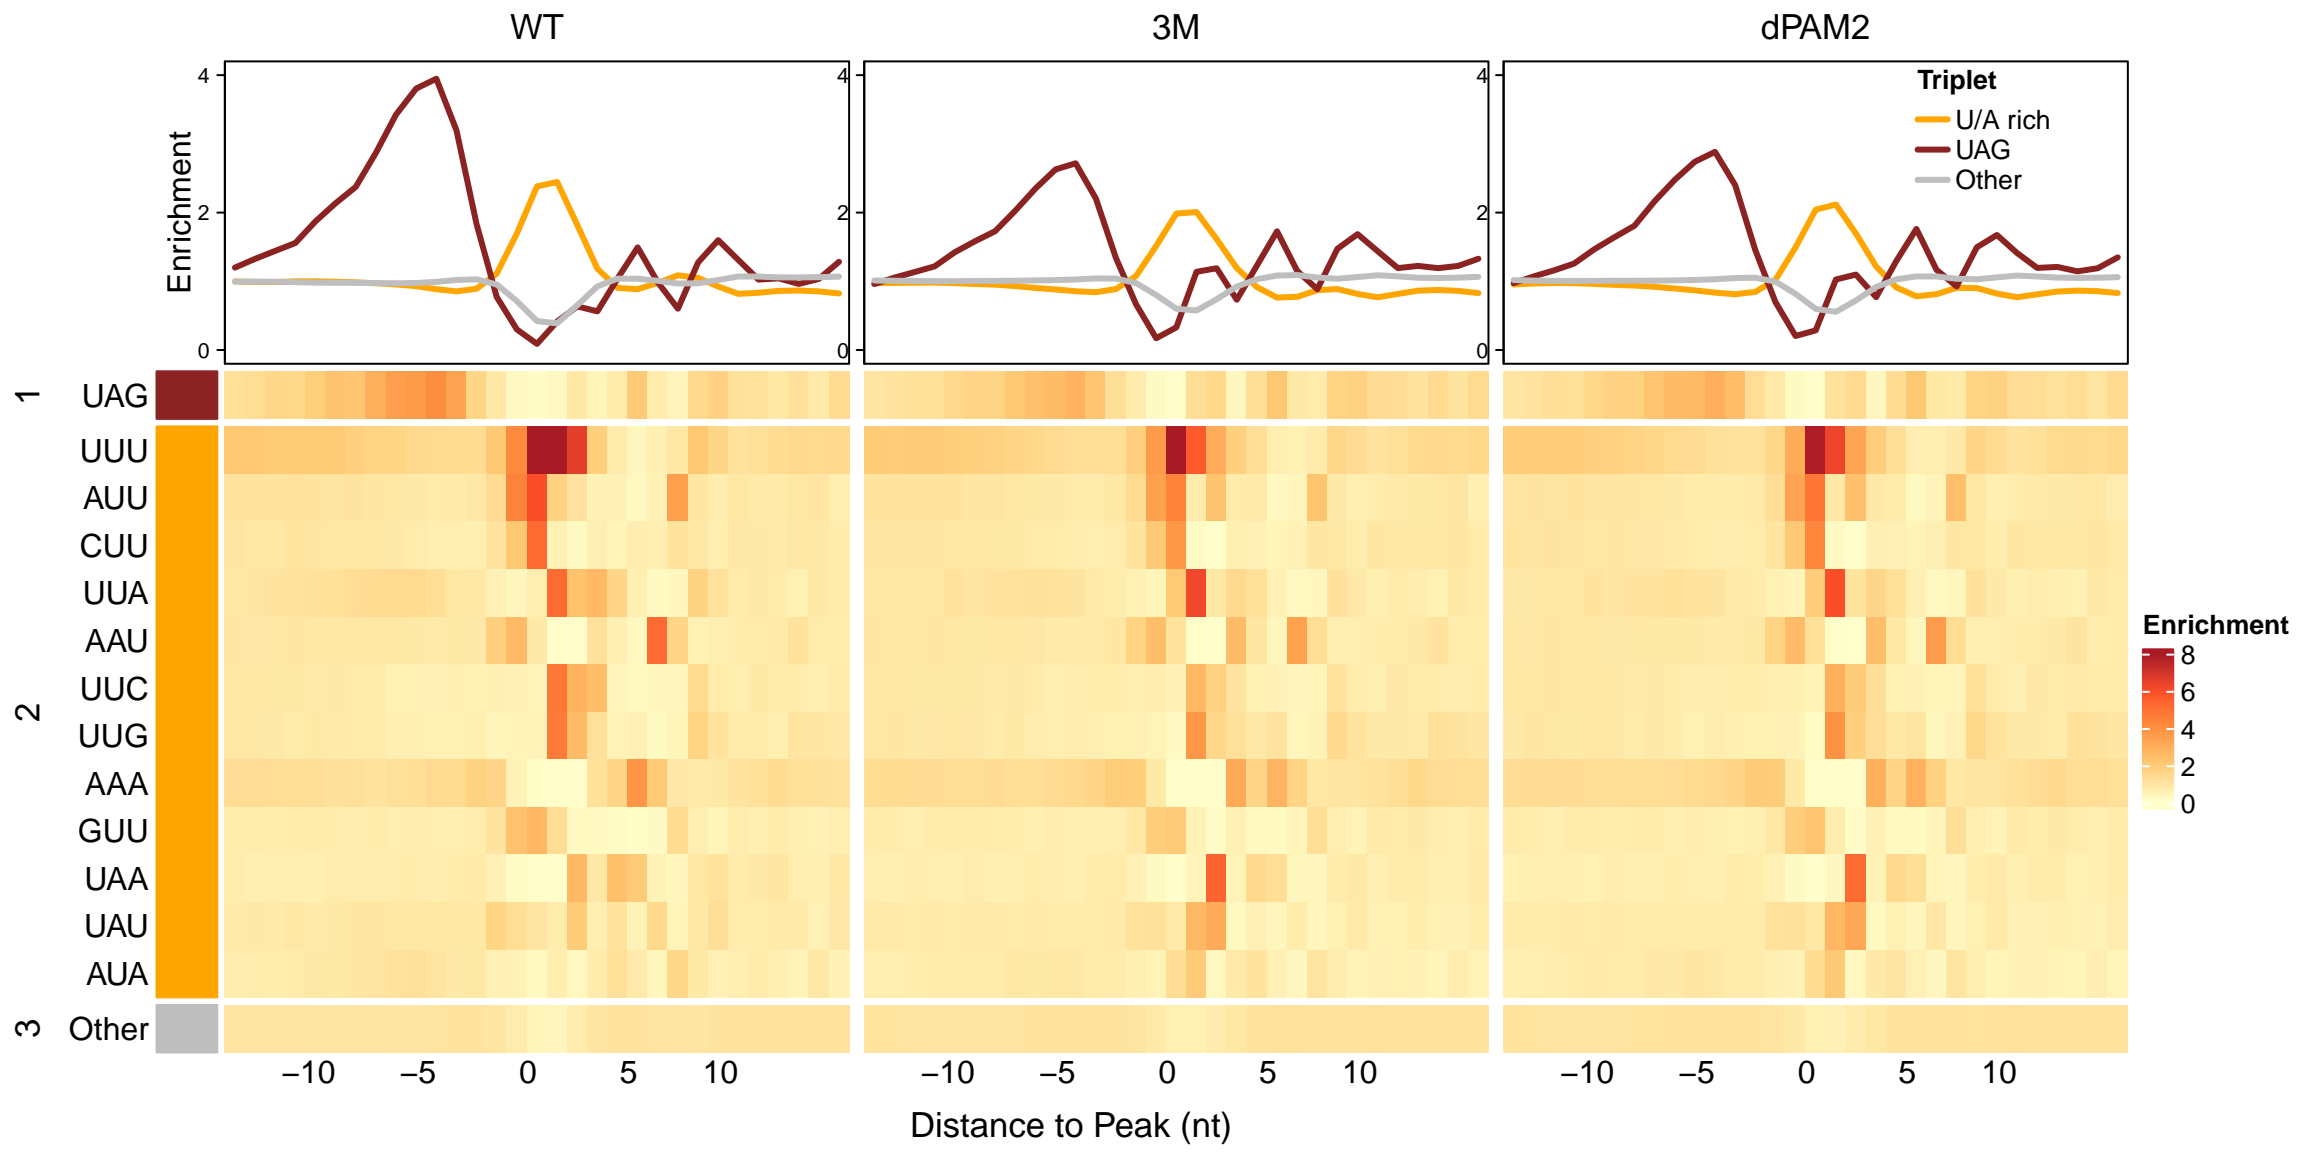 WT
3M
dPAM2
Enrichment
4
2
0
4
2
0
4
2
0
Triplet
U/A rich
UAG
Other
1
UAG
2
UUU
AUU
CUU
UUA
AAU
UUC
UUG
AAA
GUU
UAA
UAU
AUA
3
Other
Enrichment
8
6
4
2
0
−10 −5 0 5 10
−10 −5 0 5 10
−10 −5 0 5 10
Distance to Peak (nt)